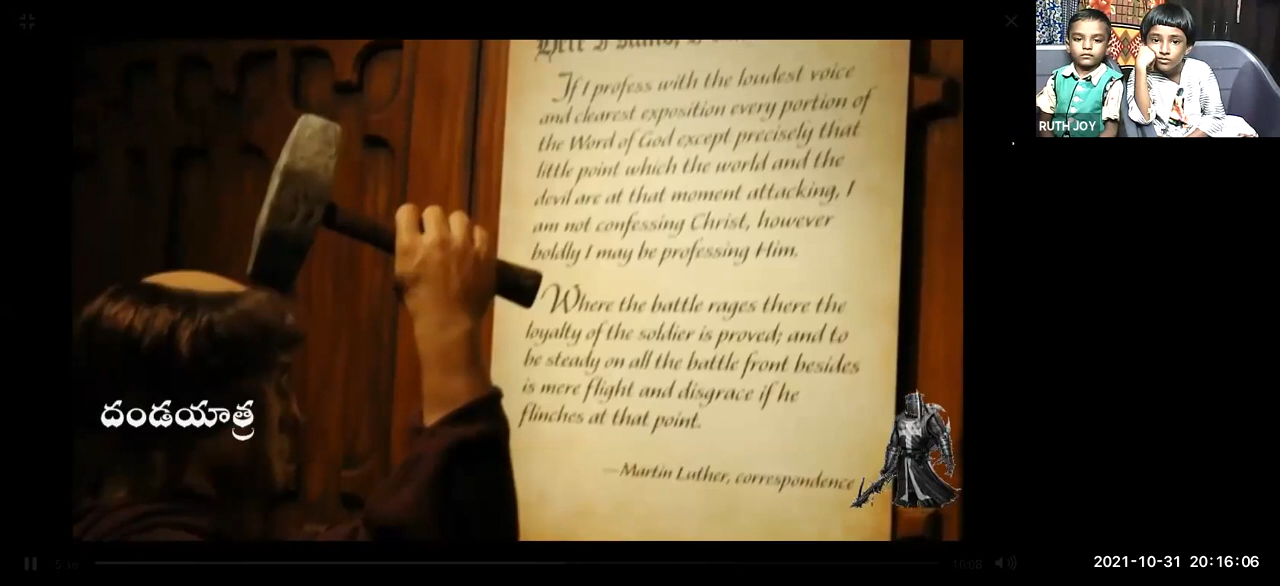 If I profess with the loudest voice
and clearest exposition every portion of
the Word of God except precisely that
little point which the world and the
devil are at that moment attacking, I
am not confessing Christ, however
boldly I may be professing Him.
Where the battle rages there the
loyalty of the soldier is proved; and to
be steady on all the battle front besides
is mere flight and disgrace if he
flinches at that point.
—Martin Luther, correspondence
దండయాత్ర
RUTH JOY
2021-10-31 20:16:06